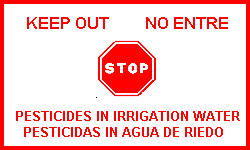 KEEP OUT NO ENTRE
STOP
PESTICIDES IN IRRIGATION WATER
PESTICIDAS IN AGUA DE RIEDO